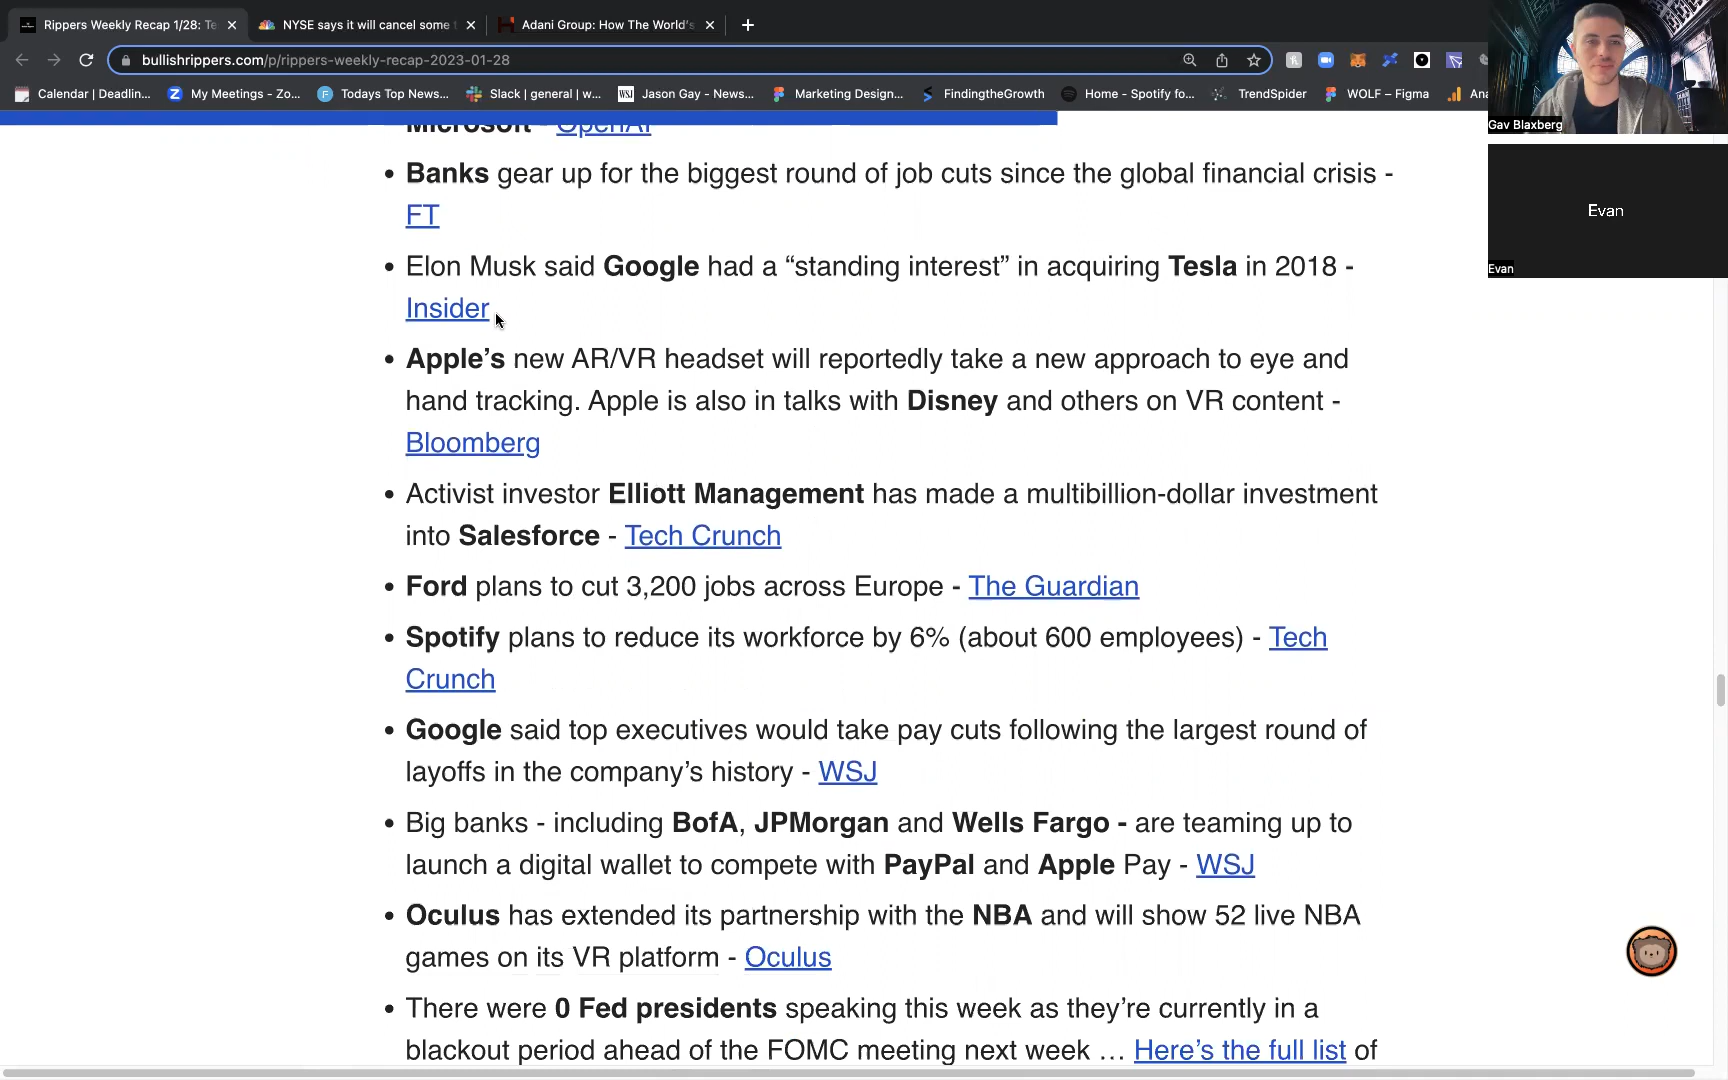 Rippers Weekly Recap 1/28: Te
NYSE says it will cancel some t
Adani Group: How The World's
bullishrippers.com/p/rippers-weekly-recap-2023-01-28
Calendar | Deadlin...
My Meetings - Zo...
Todays Top News...
Slack | general | w...
WSJ
Jason Gay - News...
Marketing Design...
FindingtheGrowth
Home - Spotify fo...
TrendSpider
WOLF – Figma
Ana
Gav Blaxberg
Evan
Evan
Microsoft - OpenAI
• Banks gear up for the biggest round of job cuts since the global financial crisis -
FT
• Elon Musk said Google had a “standing interest” in acquiring Tesla in 2018 -
Insider
• Apple’s new AR/VR headset will reportedly take a new approach to eye and
hand tracking. Apple is also in talks with Disney and others on VR content -
Bloomberg
• Activist investor Elliott Management has made a multibillion-dollar investment
into Salesforce - Tech Crunch
• Ford plans to cut 3,200 jobs across Europe - The Guardian
• Spotify plans to reduce its workforce by 6% (about 600 employees) - Tech
Crunch
• Google said top executives would take pay cuts following the largest round of
layoffs in the company’s history - WSJ
• Big banks - including BofA, JPMorgan and Wells Fargo - are teaming up to
launch a digital wallet to compete with PayPal and Apple Pay - WSJ
• Oculus has extended its partnership with the NBA and will show 52 live NBA
games on its VR platform - Oculus
• There were 0 Fed presidents speaking this week as they’re currently in a
blackout period ahead of the FOMC meeting next week … Here’s the full list of